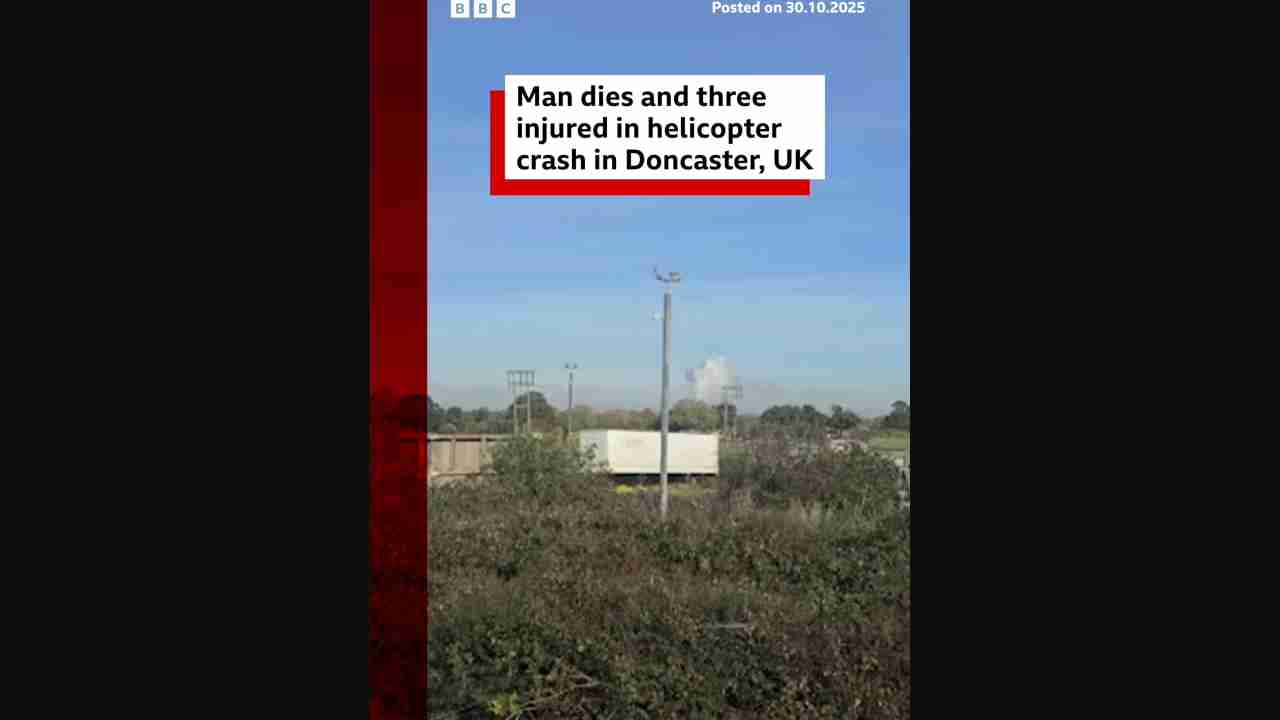 BBC
Posted on 30.10.2025
Man dies and three
injured in helicopter
crash in Doncaster, UK